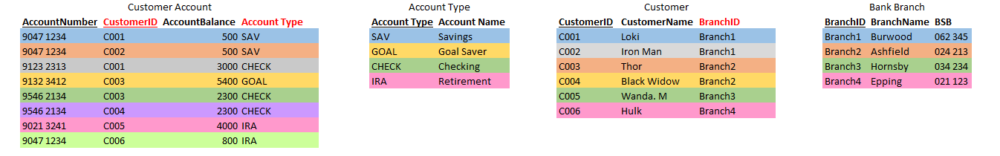 Customer Account
AccountNumber CustomerID AccountBalance Account Type
9047 1234 C001 500 SAV
9047 1234 C002 500 SAV
9123 2313 C001 3000 CHECK
9132 3412 C003 5400 GOAL
9546 2134 C003 2300 CHECK
9546 2134 C004 2300 CHECK
9021 3241 C005 4000 IRA
9047 1234 C006 800 IRA
Account Type
Account Type Account Name
SAV Savings
GOAL Goal Saver
CHECK Checking
IRA Retirement
Customer
CustomerID CustomerName BranchID
C001 Loki Branch1
C002 Iron Man Branch1
C003 Thor Branch2
C004 Black Widow Branch2
C005 Wanda. M Branch3
C006 Hulk Branch4
Bank Branch
BranchID BranchName BSB
Branch1 Burwood 062 345
Branch2 Ashfield 024 213
Branch3 Hornsby 034 234
Branch4 Epping 021 123